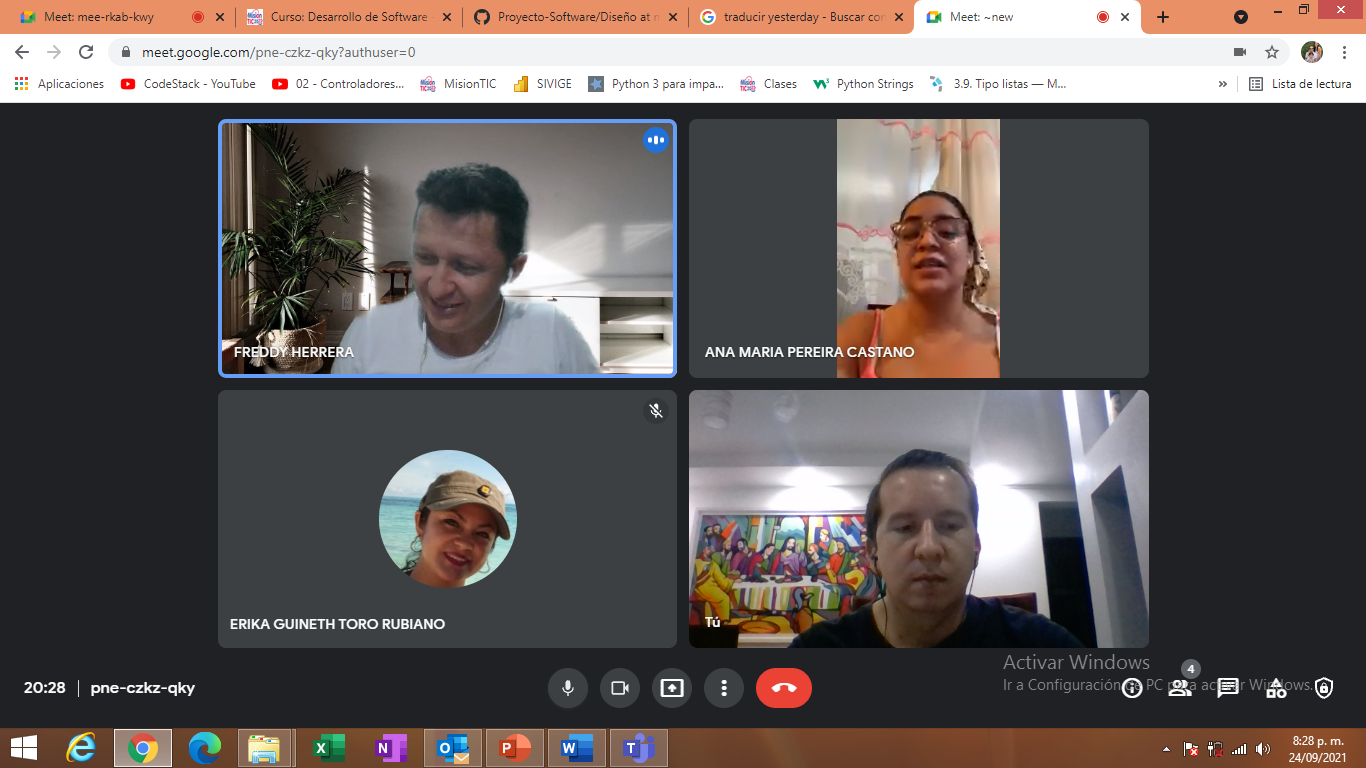 Meet: mee-rkab-kwy
Curso: Desarrollo de Software
Proyecto-Software/Diseño at m
traducir yesterday - Buscar con
Meet: ~new
meet.google.com/pne-czkz-qky?authuser=0
Aplicaciones
CodeStack - YouTube
02 - Controladores...
MisionTIC
SIVIGE
Python 3 para impa...
Clases
Python Strings
3.9. Tipo listas — M...
»
Lista de lectura
FREDDY HERRERA
ANA MARIA PEREIRA CASTANO
ERIKA GUINETH TORO RUBIANO
Tú
Activar Windows
Ir a Configuración de PC para activar Windows.
20:28
pne-czkz-qky
4
8:28 p. m.
24/09/2021